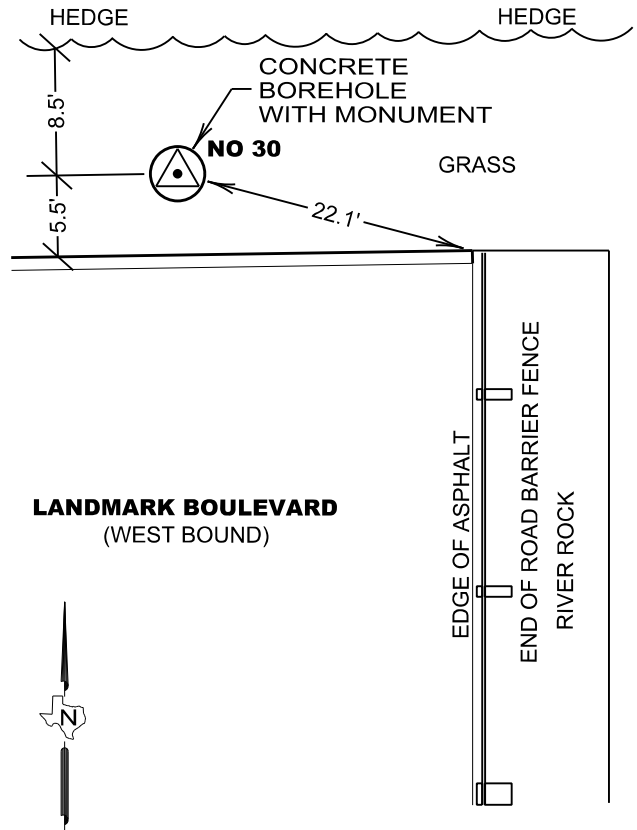 HEDGE
HEDGE
CONCRETE
BOREHOLE
WITH MONUMENT
8.5'
NO 30
GRASS
5.5'
22.1'
LANDMARK BOULEVARD
(WEST BOUND)
EDGE OF ASPHALT
END OF ROAD BARRIER FENCE
RIVER ROCK
N